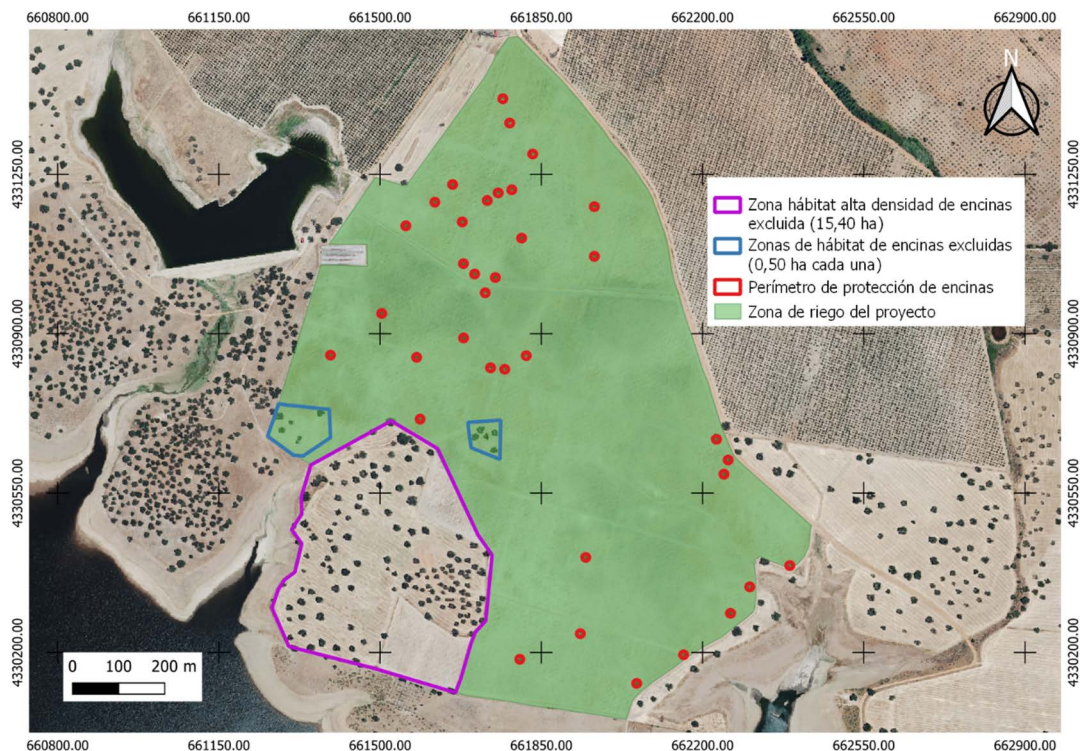 660800.00 661150.00 661500.00 661850.00 662200.00 662550.00 662900.00
N
4331250.00 4331250.00
Zona hábitat alta densidad de encinas
excluida (15,40 ha)
Zonas de hábitat de encinas excluidas
(0,50 ha cada una)
Perímetro de protección de encinas
Zona de riego del proyecto
4330900.00 4330900.00
4330550.00 4330550.00
4330200.00 4330200.00
0 100 200 m
660800.00 661150.00 661500.00 661850.00 662200.00 662550.00 662900.00